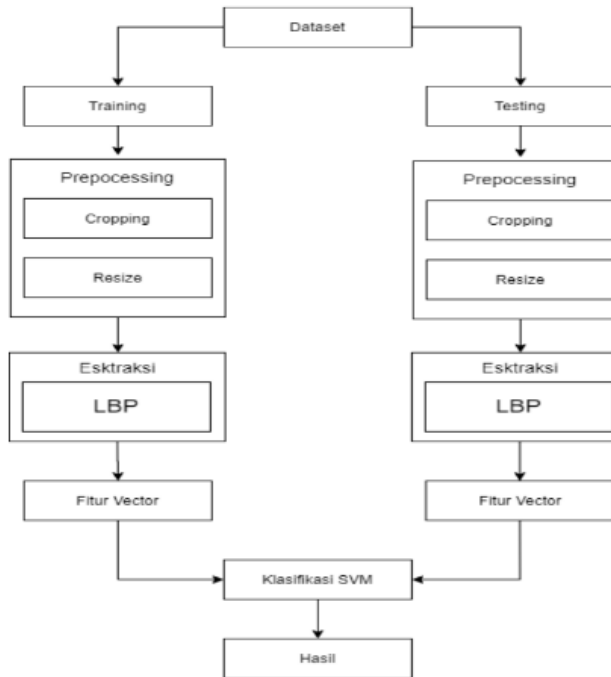 Dataset
Training
Testing
Prepocessing
Cropping
Resize
Prepocessing
Cropping
Resize
Esktraksi
LBP
Esktraksi
LBP
Fitur Vector
Fitur Vector
Klasifikasi SVM
Hasil